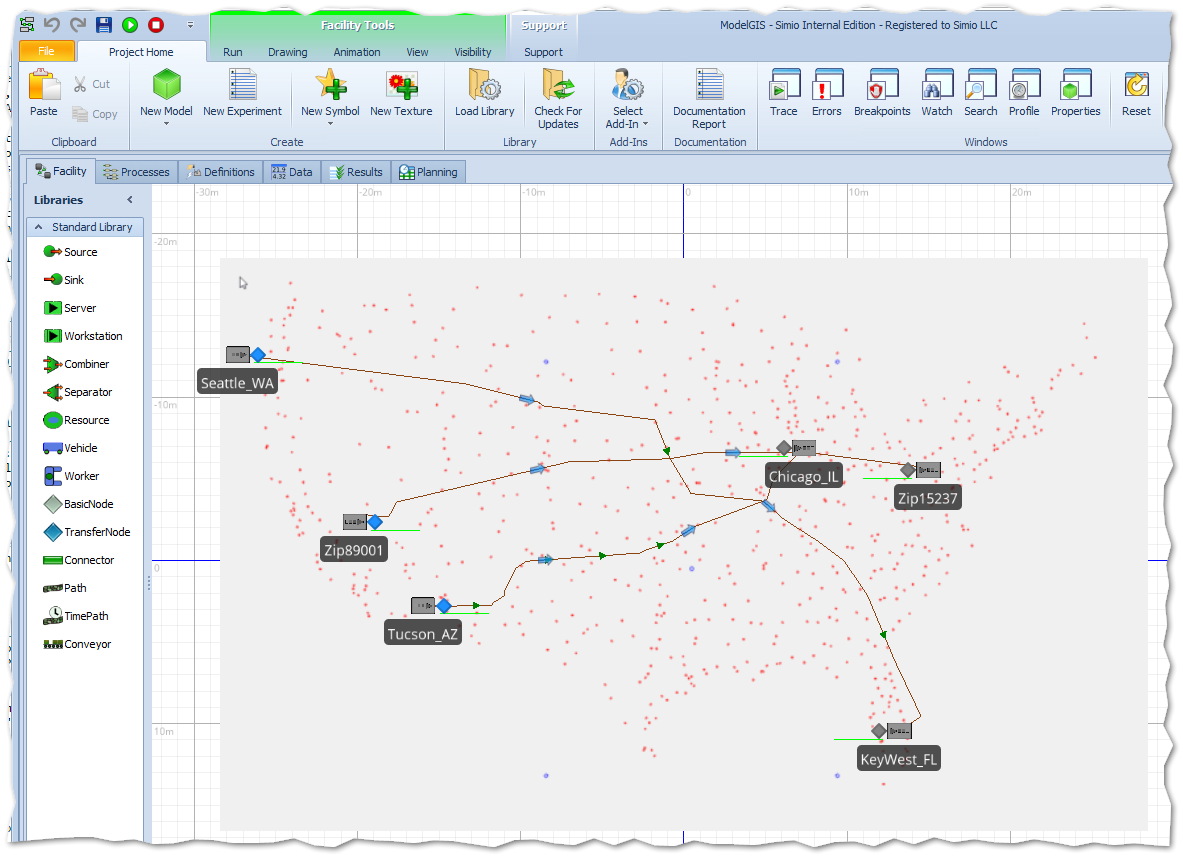 Facility Tools
Support
ModelGIS - Simio Internal Edition - Registered to Simio LLC
File
Project Home
Run
Drawing
Animation
View
Visibility
Support
Paste
Cut
Copy
New Model
New Experiment
New Symbol
New Texture
Load Library
Check For
Updates
Select
Add-In
Documentation
Report
Trace
Errors
Breakpoints
Watch
Search
Profile
Properties
Reset
Clipboard
Create
Library
Add-Ins
Documentation
Windows
Facility
Processes
Definitions
21.9
4.32
Data
Results
Planning
Libraries
Standard Library
Source
Sink
Server
Workstation
Combiner
Separator
Resource
Vehicle
Worker
BasicNode
TransferNode
Connector
Path
TimePath
Conveyor
-30m
-20m
-10m
0
10m
20m
-20m
-10m
0
10m
Seattle_WA
Chicago_IL
Zip15237
Zip89001
Tucson_AZ
KeyWest_FL